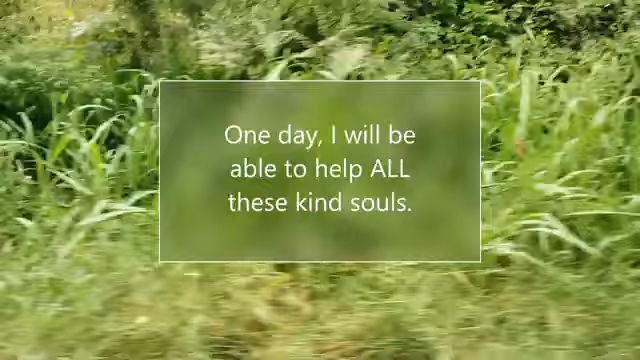 One day, I will be
able to help ALL
these kind souls.